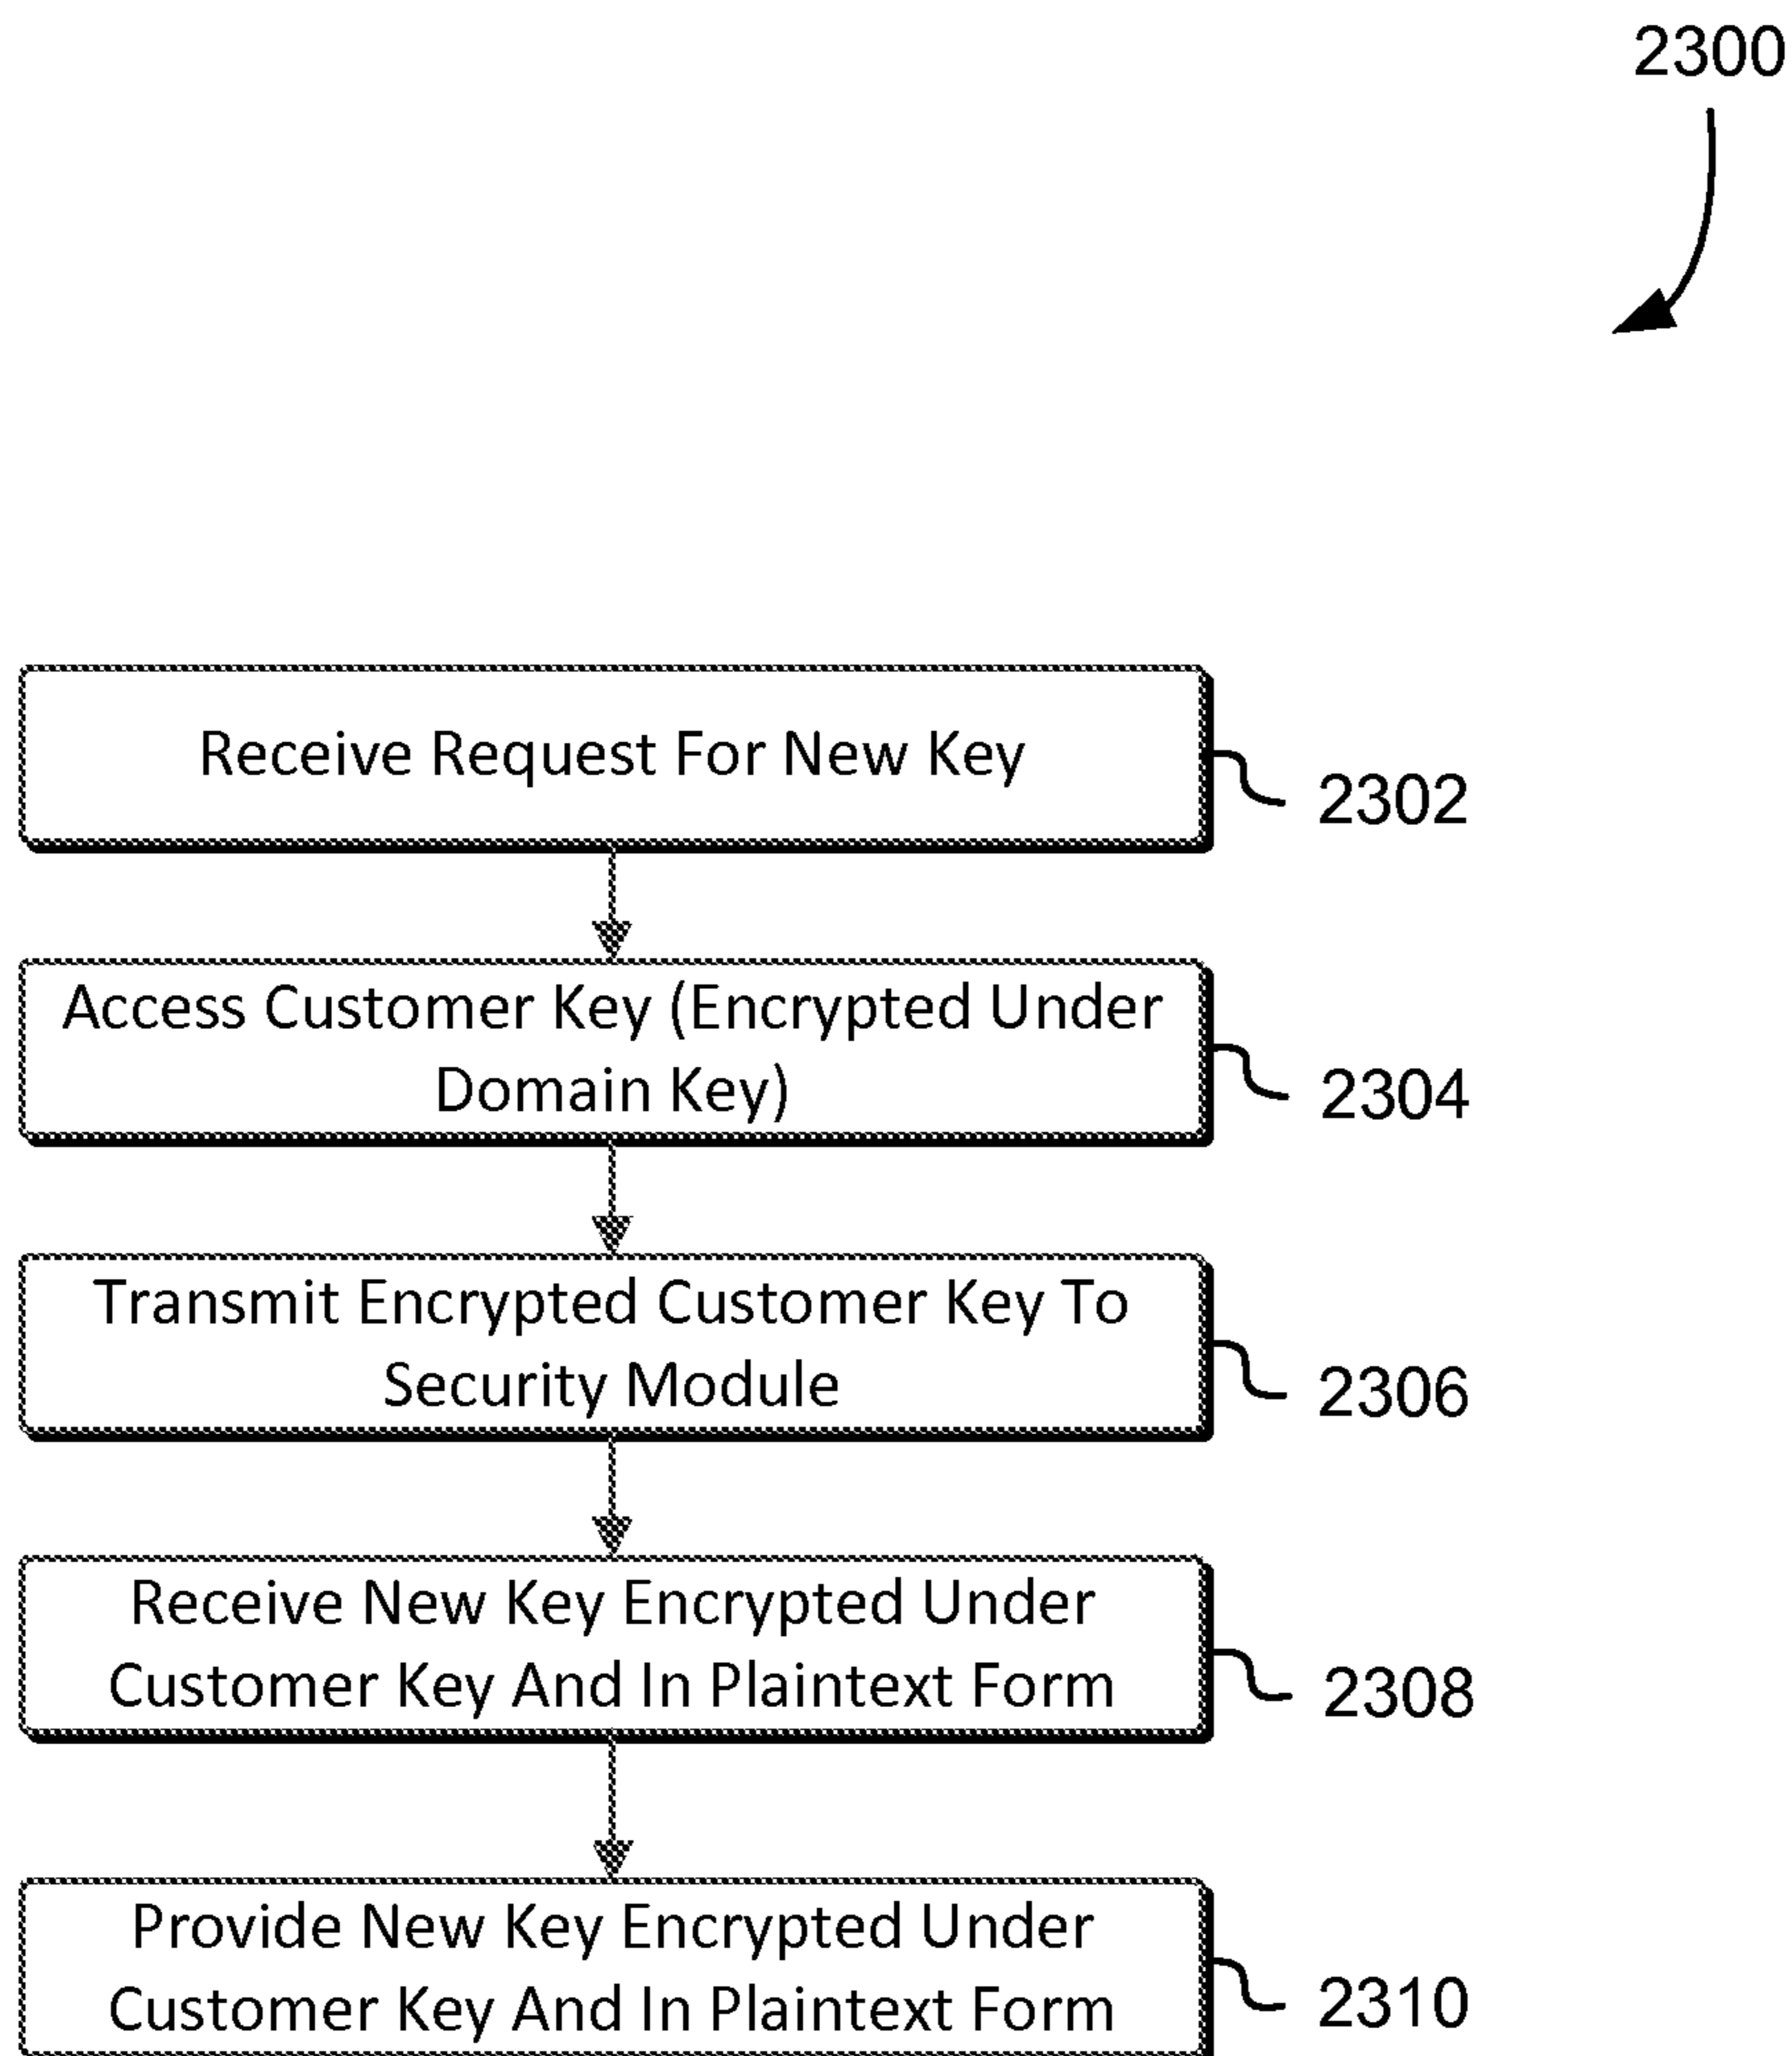 2300
Receive Request For New Key
2302
Access Customer Key (Encrypted Under
Domain Key)
2304
Transmit Encrypted Customer Key To
Security Module
2306
Receive New Key Encrypted Under
Customer Key And In Plaintext Form
2308
Provide New Key Encrypted Under
Customer Key And In Plaintext Form
2310